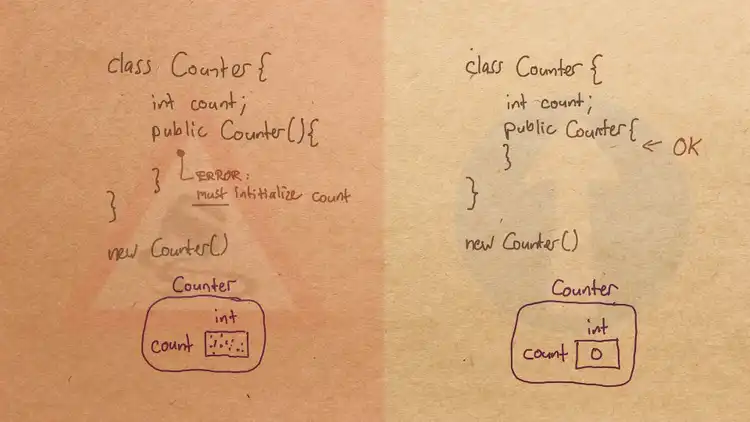 class Counter {
int count;
public Counter(){
ERROR:
}
must intitialize count
}
new Counter()
Counter
int
count
class Counter {
int count;
public Counter{
} ← OK
}
new Counter()
Counter
int
count 0